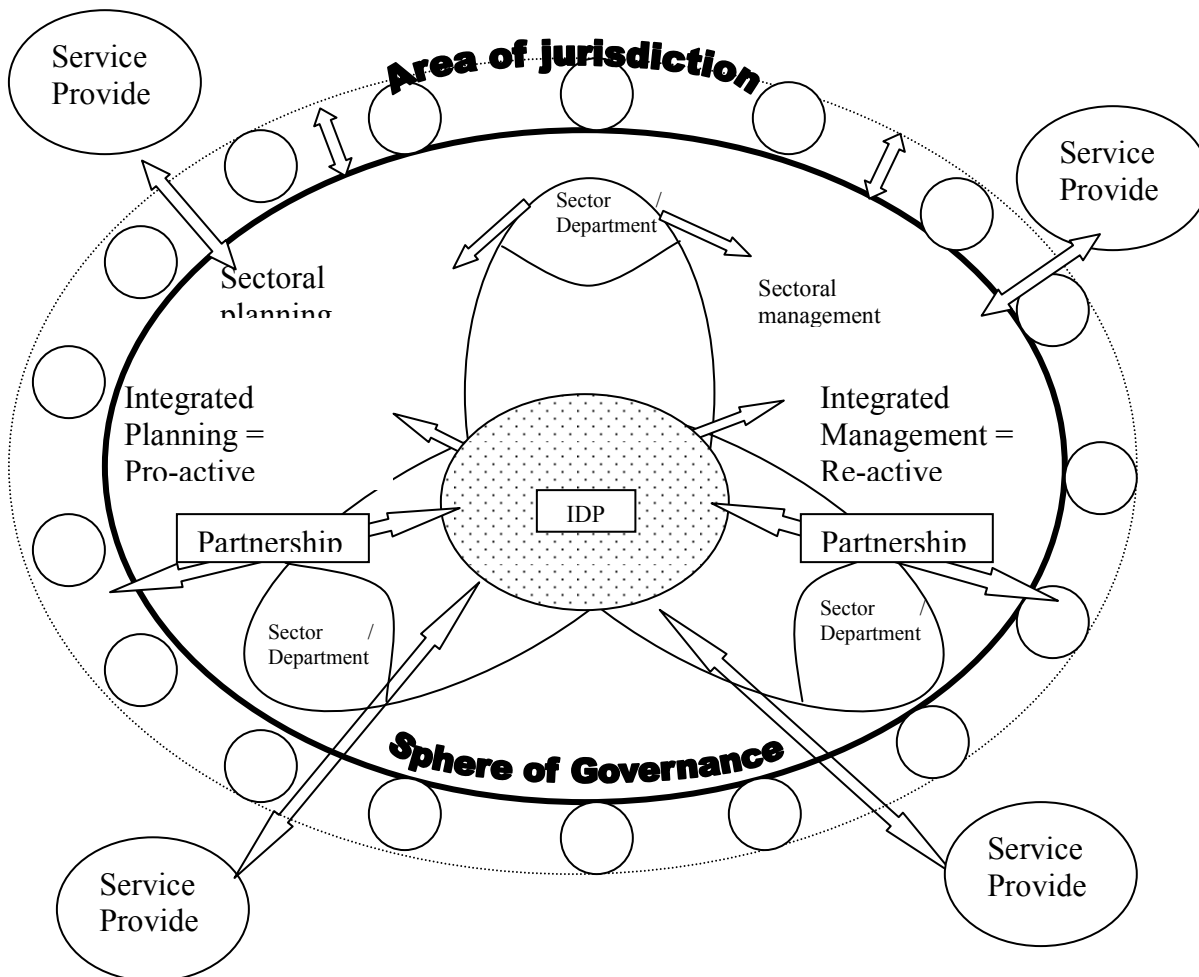 Service
Provide
Area of jurisdiction
Service
Provide
Sector /
Department
Sectoral
planning
Sectoral
management
Integrated
Planning =
Pro-active
Integrated
Management =
Re-active
IDP
Partnership
Partnership
Sector /
Department
Sector /
Department
Sphere of Governance
Service
Provide
Service
Provide